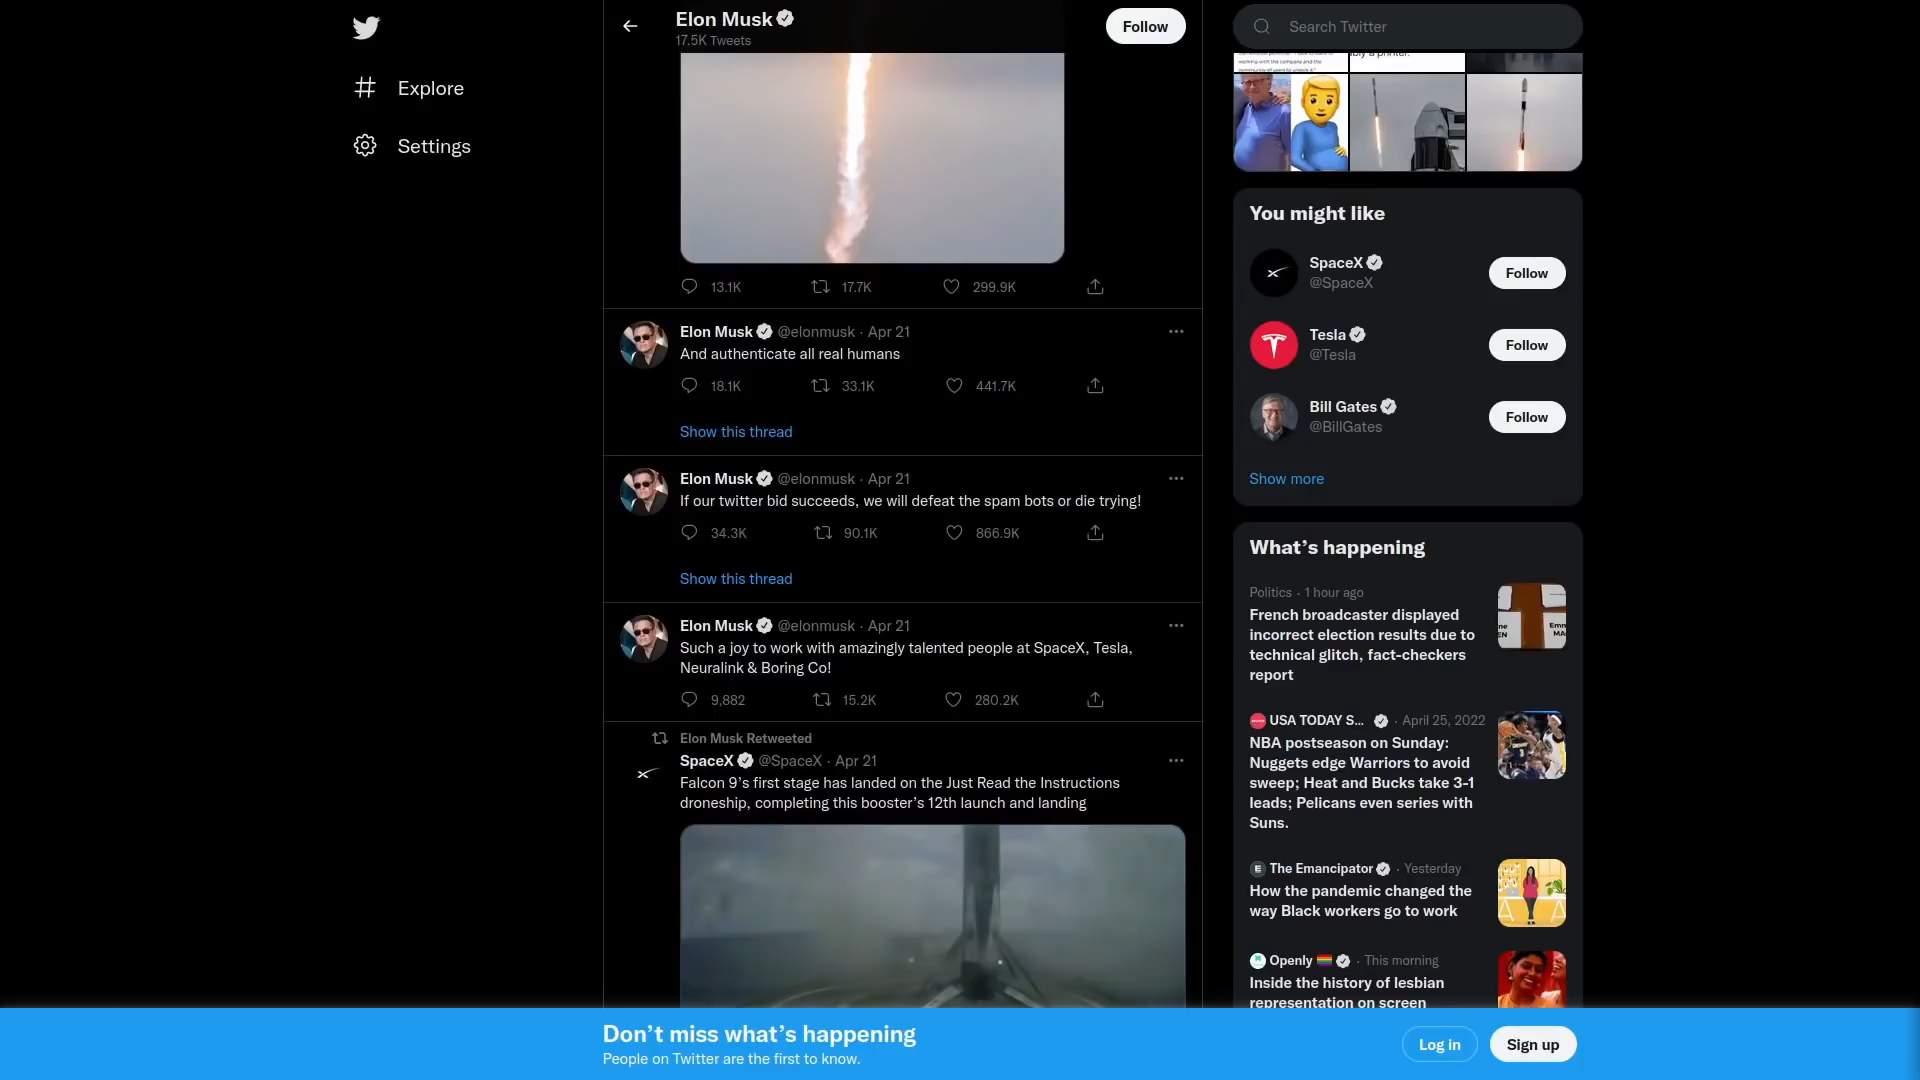 Explore
Settings
Elon Musk
17.5K Tweets
Follow
13.1K 17.7K 299.9K
Elon Musk @elonmusk · Apr 21
And authenticate all real humans
18.1K 33.1K 441.7K
Show this thread
Elon Musk @elonmusk · Apr 21
If our twitter bid succeeds, we will defeat the spam bots or die trying!
34.3K 90.1K 866.9K
Show this thread
Elon Musk @elonmusk · Apr 21
Such a joy to work with amazingly talented people at SpaceX, Tesla,
Neuralink & Boring Co!
9,882 15.2K 280.2K
Elon Musk Retweeted
SpaceX @SpaceX · Apr 21
Falcon 9’s first stage has landed on the Just Read the Instructions
droneship, completing this booster’s 12th launch and landing
Search Twitter
working with the company and the
You might like
SpaceX
@SpaceX
Follow
Tesla
@Tesla
Follow
Bill Gates
@BillGates
Follow
Show more
What’s happening
Politics · 1 hour ago
French broadcaster displayed
incorrect election results due to
technical glitch, fact-checkers
report
USA TODAY S... · April 25, 2022
NBA postseason on Sunday:
Nuggets edge Warriors to avoid
sweep; Heat and Bucks take 3-1
leads; Pelicans even series with
Suns.
The Emancipator · Yesterday
How the pandemic changed the
way Black workers go to work
Openly · This morning
Inside the history of lesbian
representation on screen
Don’t miss what’s happening
People on Twitter are the first to know.
Log in
Sign up